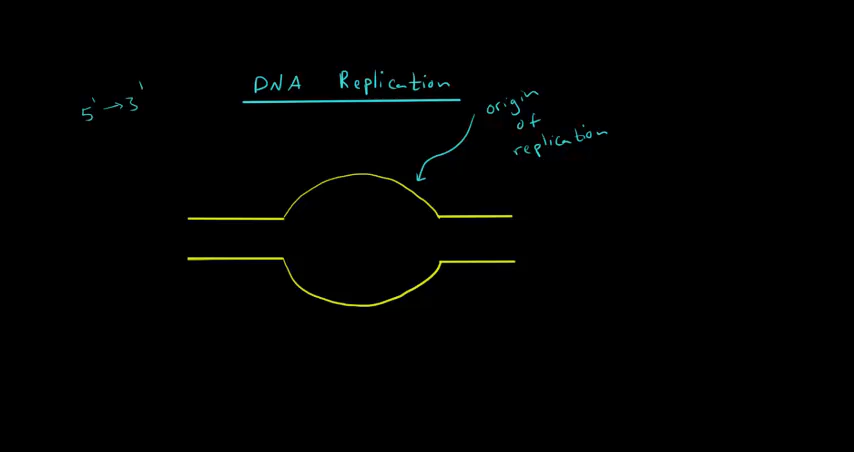 DNA Replication
5' → 3'
origin
of
replication